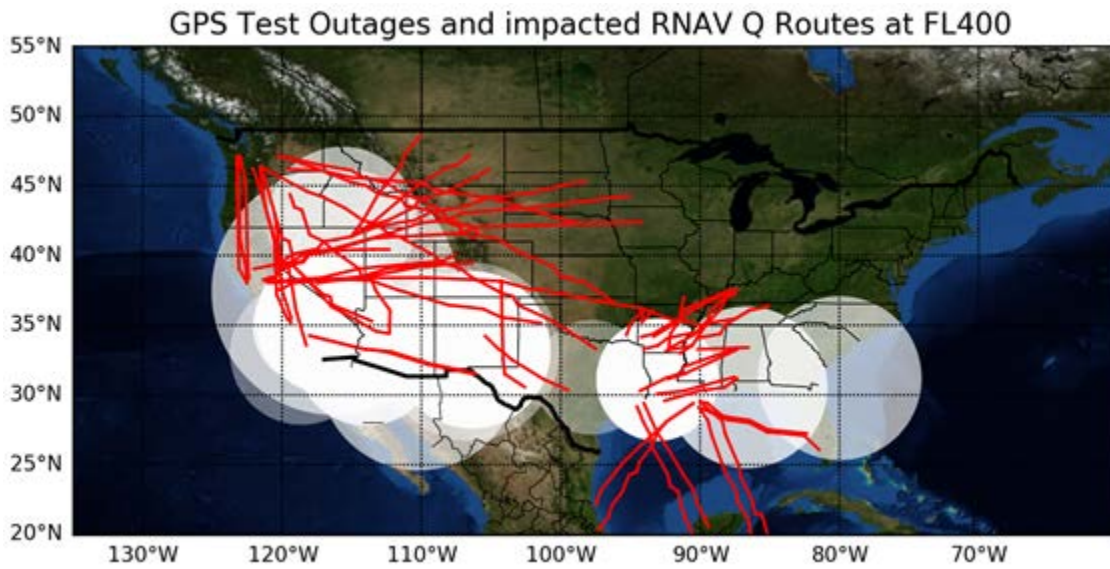 GPS Test Outages and impacted RNAV Q Routes at FL400
55°N
50°N
45°N
40°N
35°N
30°N
25°N
20°N
130°W 120°W 110°W 100°W 90°W 80°W 70°W